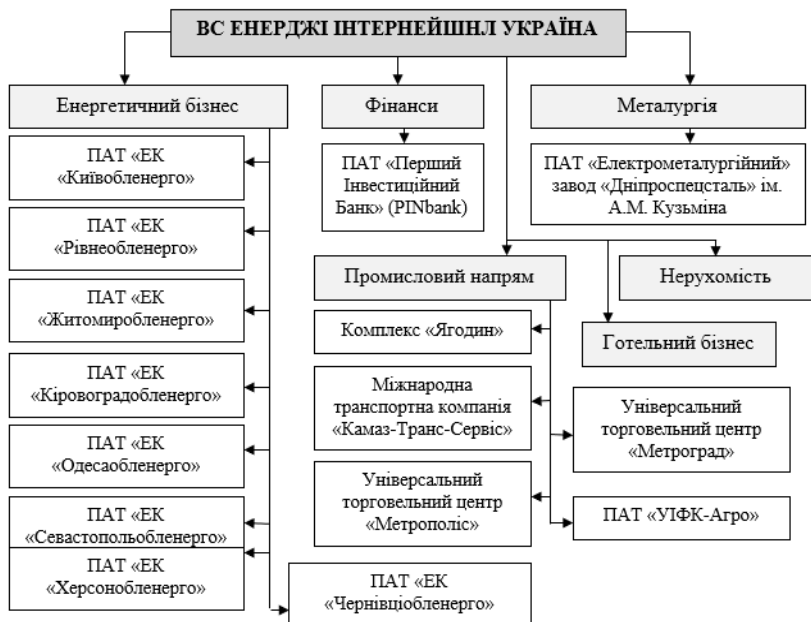 ВС ЕНЕРДЖІ ІНТЕРНЕЙШНЛ УКРАЇНА
Енергетичний бізнес
Фінанси
Металургія
ПАТ «ЕК
«Київобленерго»
ПАТ «Перший
Інвестиційний
Банк» (PINbank)
ПАТ «Електрометалургійний»
завод «Дніпроспецсталь» ім.
А.М. Кузьміна
ПАТ «ЕК
«Рівнеобленерго»
Промисловий напрям
Нерухомість
ПАТ «ЕК
«Житомиробленерго»
Комплекс «Ягодин»
Готельний бізнес
ПАТ «ЕК
«Кіровоградобленерго»
Міжнародна
транспортна компанія
«Камаз-Транс-Сервіс»
Універсальний
торговельний центр
«Метроград»
ПАТ «ЕК
«Одесаобленерго»
Універсальний
торговельний центр
«Метрополіс»
ПАТ «УІФК-Агро»
ПАТ «ЕК
«Севастопольобленерго»
ПАТ «ЕК
«Херсонобленерго»
ПАТ «ЕК
«Чернівціобленерго»